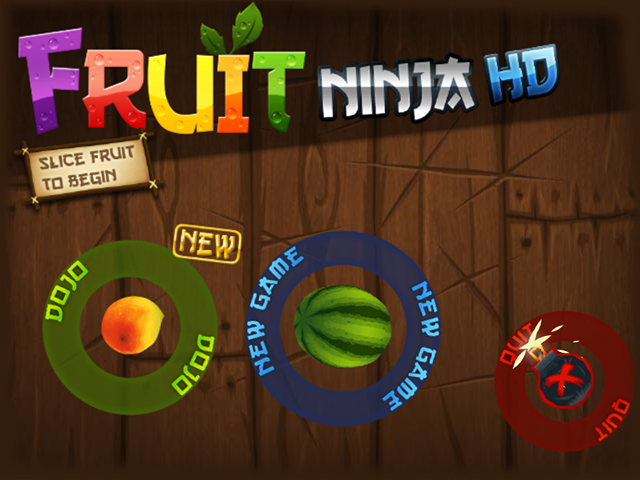 FRUIT NINJA HD
SLICE FRUIT
TO BEGIN
NEW
DOJO
DOJO
NEW GAME
NEW GAME
QUIT
QUIT